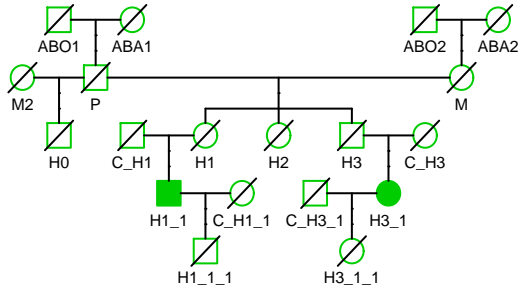 ABO1 ABA1 ABO2 ABA2
M2 P M
H0 C_H1 H1 H2 H3 C_H3
H1_1 C_H1_1 C_H3_1 H3_1
H1_1_1 H3_1_1